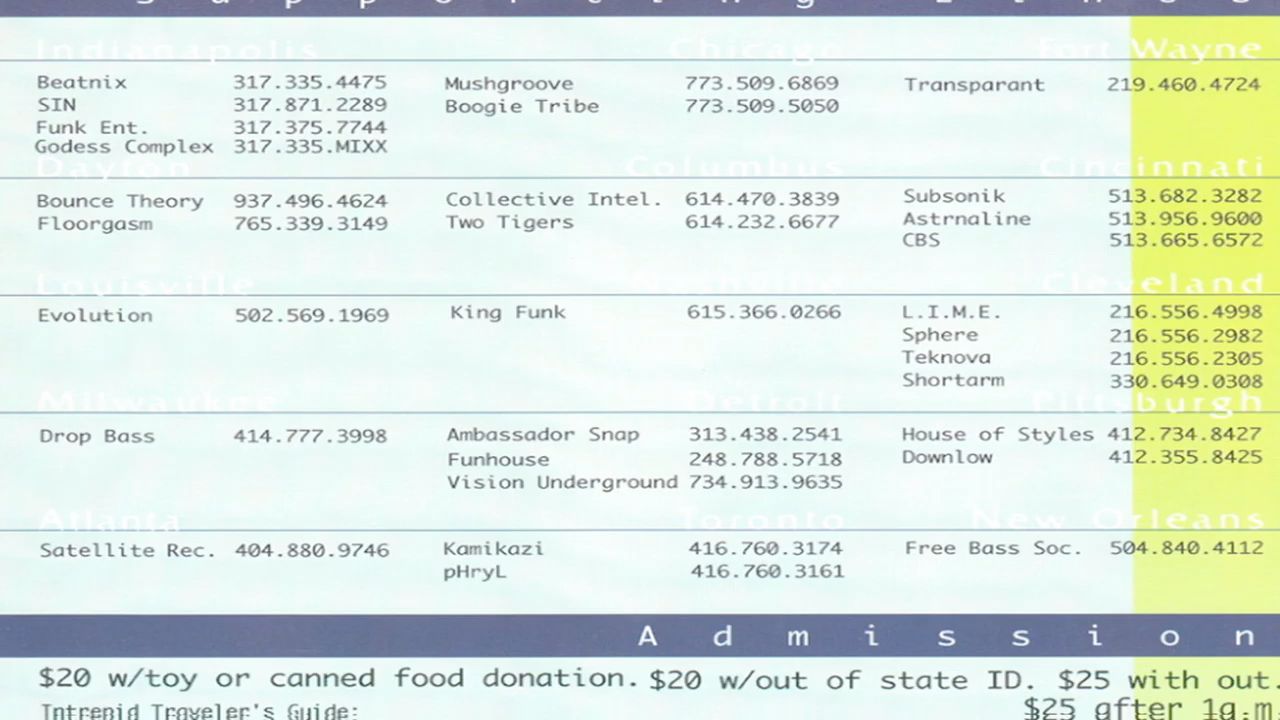 Supporting Lines
Indianapolis Chicago Fort Wayne
Beatnix 317.335.4475 Mushgroove 773.509.6869 Transparant 219.460.4724
SIN 317.871.2289 Boogie Tribe 773.509.5050
Funk Ent. 317.375.7744
Godess Complex 317.335.MIXX
Dayton Columbus Cincinnati
Bounce Theory 937.496.4624 Collective Intel. 614.470.3839 Subsonik 513.682.3282
Floorgasm 765.339.3149 Two Tigers 614.232.6677 Astrnaline 513.956.9600
CBS 513.665.6572
Louisville Nashville Cleveland
Evolution 502.569.1969 King Funk 615.366.0266 L.I.M.E. 216.556.4998
Sphere 216.556.2982
Teknova 216.556.2305
Shortarm 330.649.0308
Milwaukee Detroit Pittsburgh
Drop Bass 414.777.3998 Ambassador Snap 313.438.2541 House of Styles 412.734.8427
Funhouse 248.788.5718 Downlow 412.355.8425
Vision Underground 734.913.9635
Atlanta Toronto New Orleans
Satellite Rec. 404.880.9746 Kamikazi 416.760.3174 Free Bass Soc. 504.840.4112
pHryL 416.760.3161
Admission
$20 w/toy or canned food donation. $20 w/out of state ID. $25 with out.
Intrepid Traveler's Guide: $25 after 1a.m